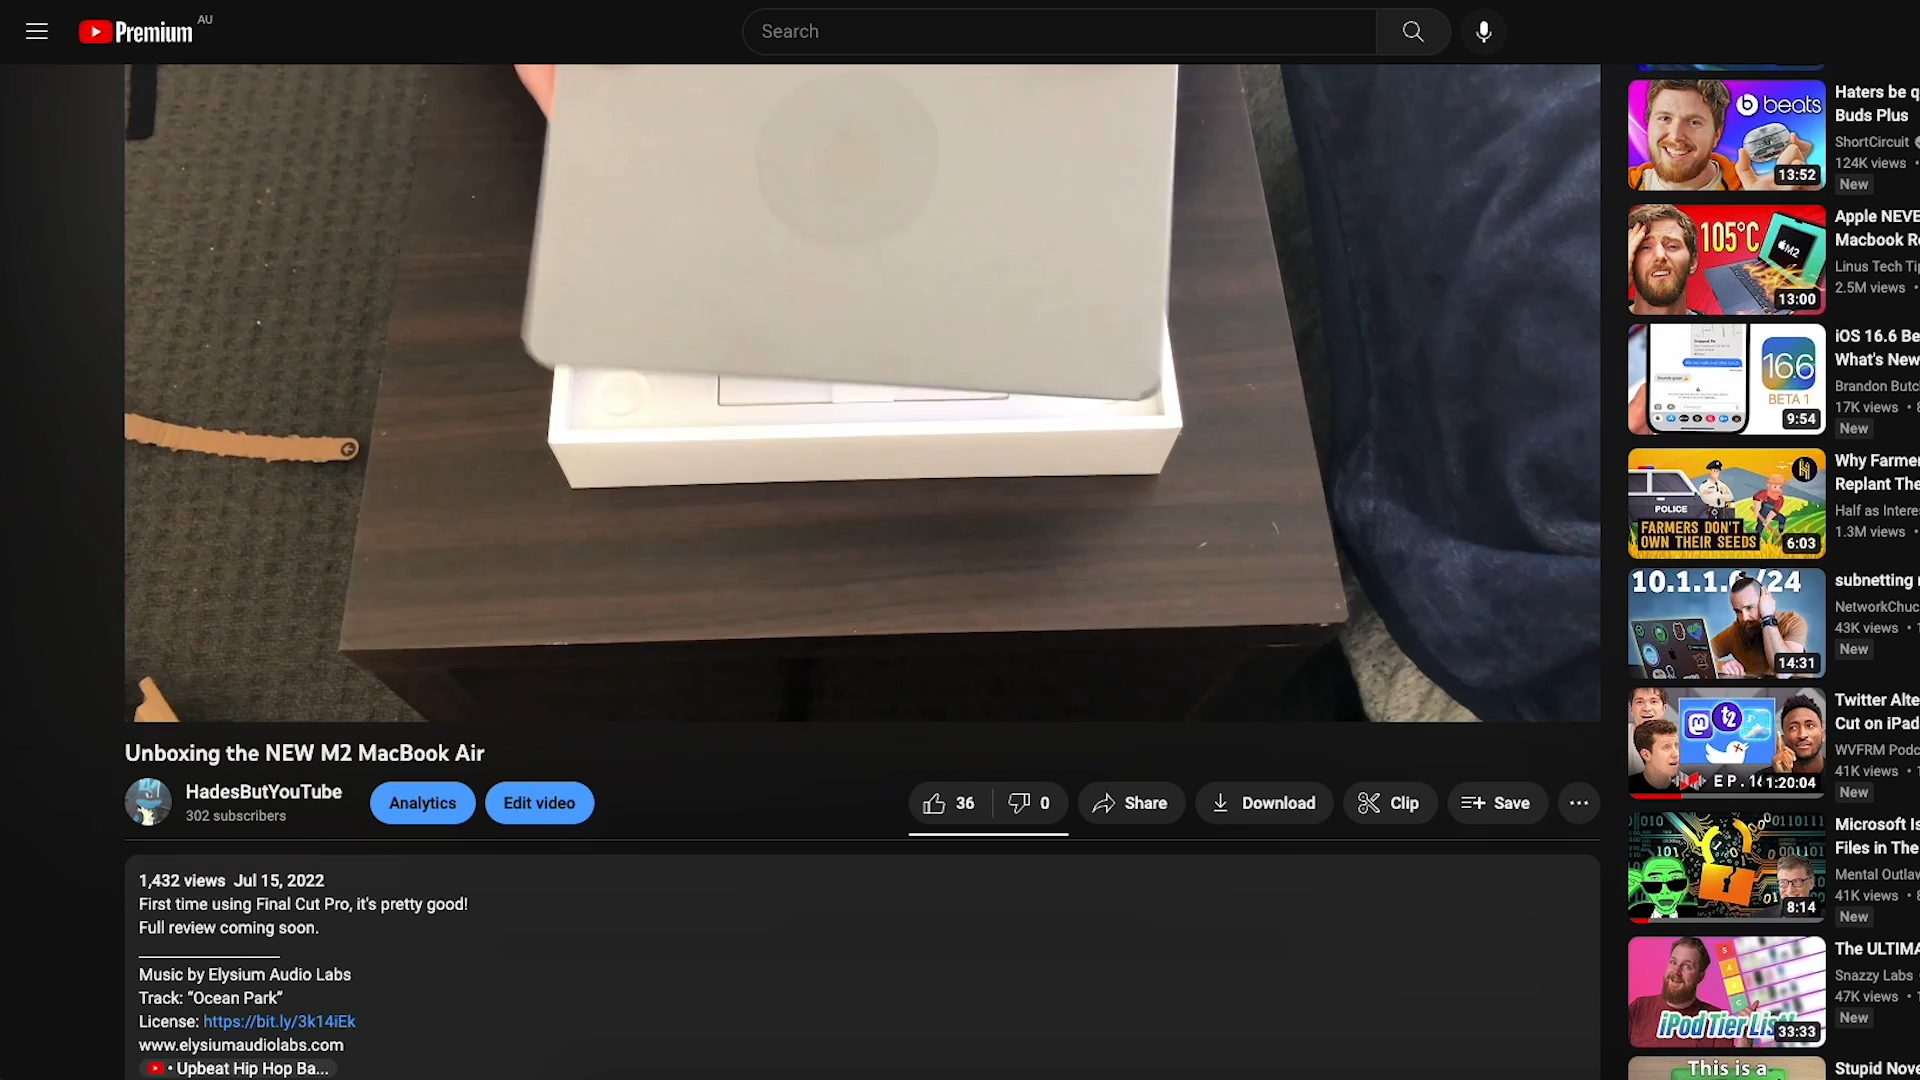 Premium AU
Search
Unboxing the NEW M2 MacBook Air
HadesButYouTube
302 subscribers
Analytics
Edit video
36
0
Share
Download
Clip
Save
1,432 views Jul 15, 2022
First time using Final Cut Pro, it's pretty good!
Full review coming soon.
Music by Elysium Audio Labs
Track: “Ocean Park”
License: https://bit.ly/3k14iEk
www.elysiumaudiolabs.com
• Upbeat Hip Hop Ba...
beats
13:52
Haters be q
Buds Plus
ShortCircuit
124K views •
New
105°C
M2
13:00
Apple NEVE
Macbook R
Linus Tech Ti
2.5M views •
16.6
BETA 1
9:54
iOS 16.6 Be
What's New
Brandon Butc
17K views •
New
POLICE
FARMERS DON'T
OWN THEIR SEEDS
6:03
Why Farmer
Replant The
Half as Intere
1.3M views •
/24
14:31
subnetting
NetworkChuc
43K views •
New
EP.
1:20:04
Twitter Alte
Cut on iPad
WVFRM Podc
41K views •
New
8:14
Microsoft Is
Files in The
Mental Outlaw
41K views •
New
iPod Tier List!
33:33
The ULTIMA
Snazzy Labs
47K views •
New
This is a
Stupid Nove